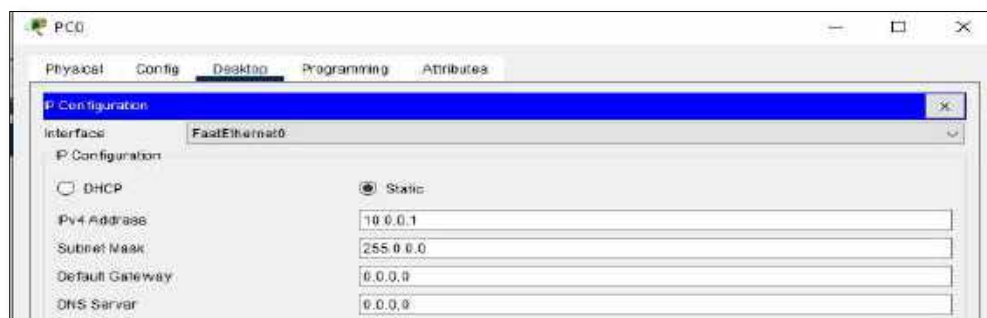 PC0
Physical Config Desktop Programming Attributes
IP Configuration
Interface FastEthernet0
IP Configuration
DHCP Static
IPv4 Address 10.0.0.1
Subnet Mask 255.0.0.0
Default Gateway 0.0.0.0
DNS Server 0.0.0.0